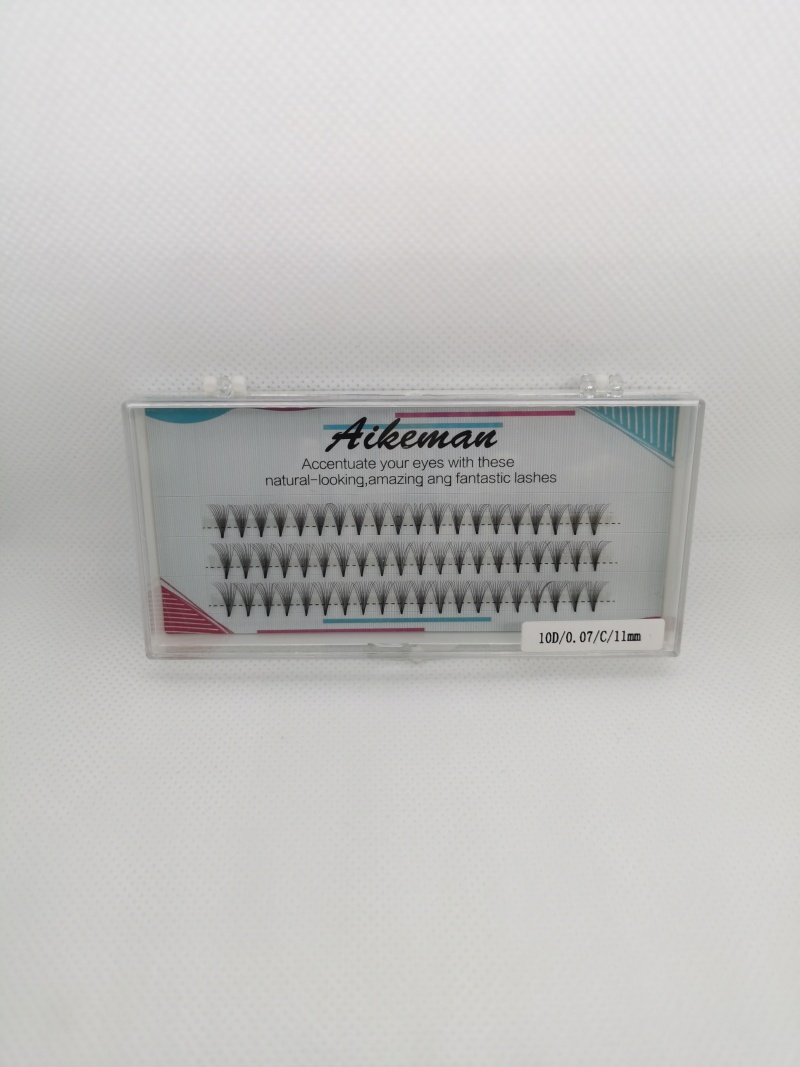 Aikeman
Accentuate your eyes with these
natural-looking,amazing ang fantastic lashes
10D/0.07/C/11mm